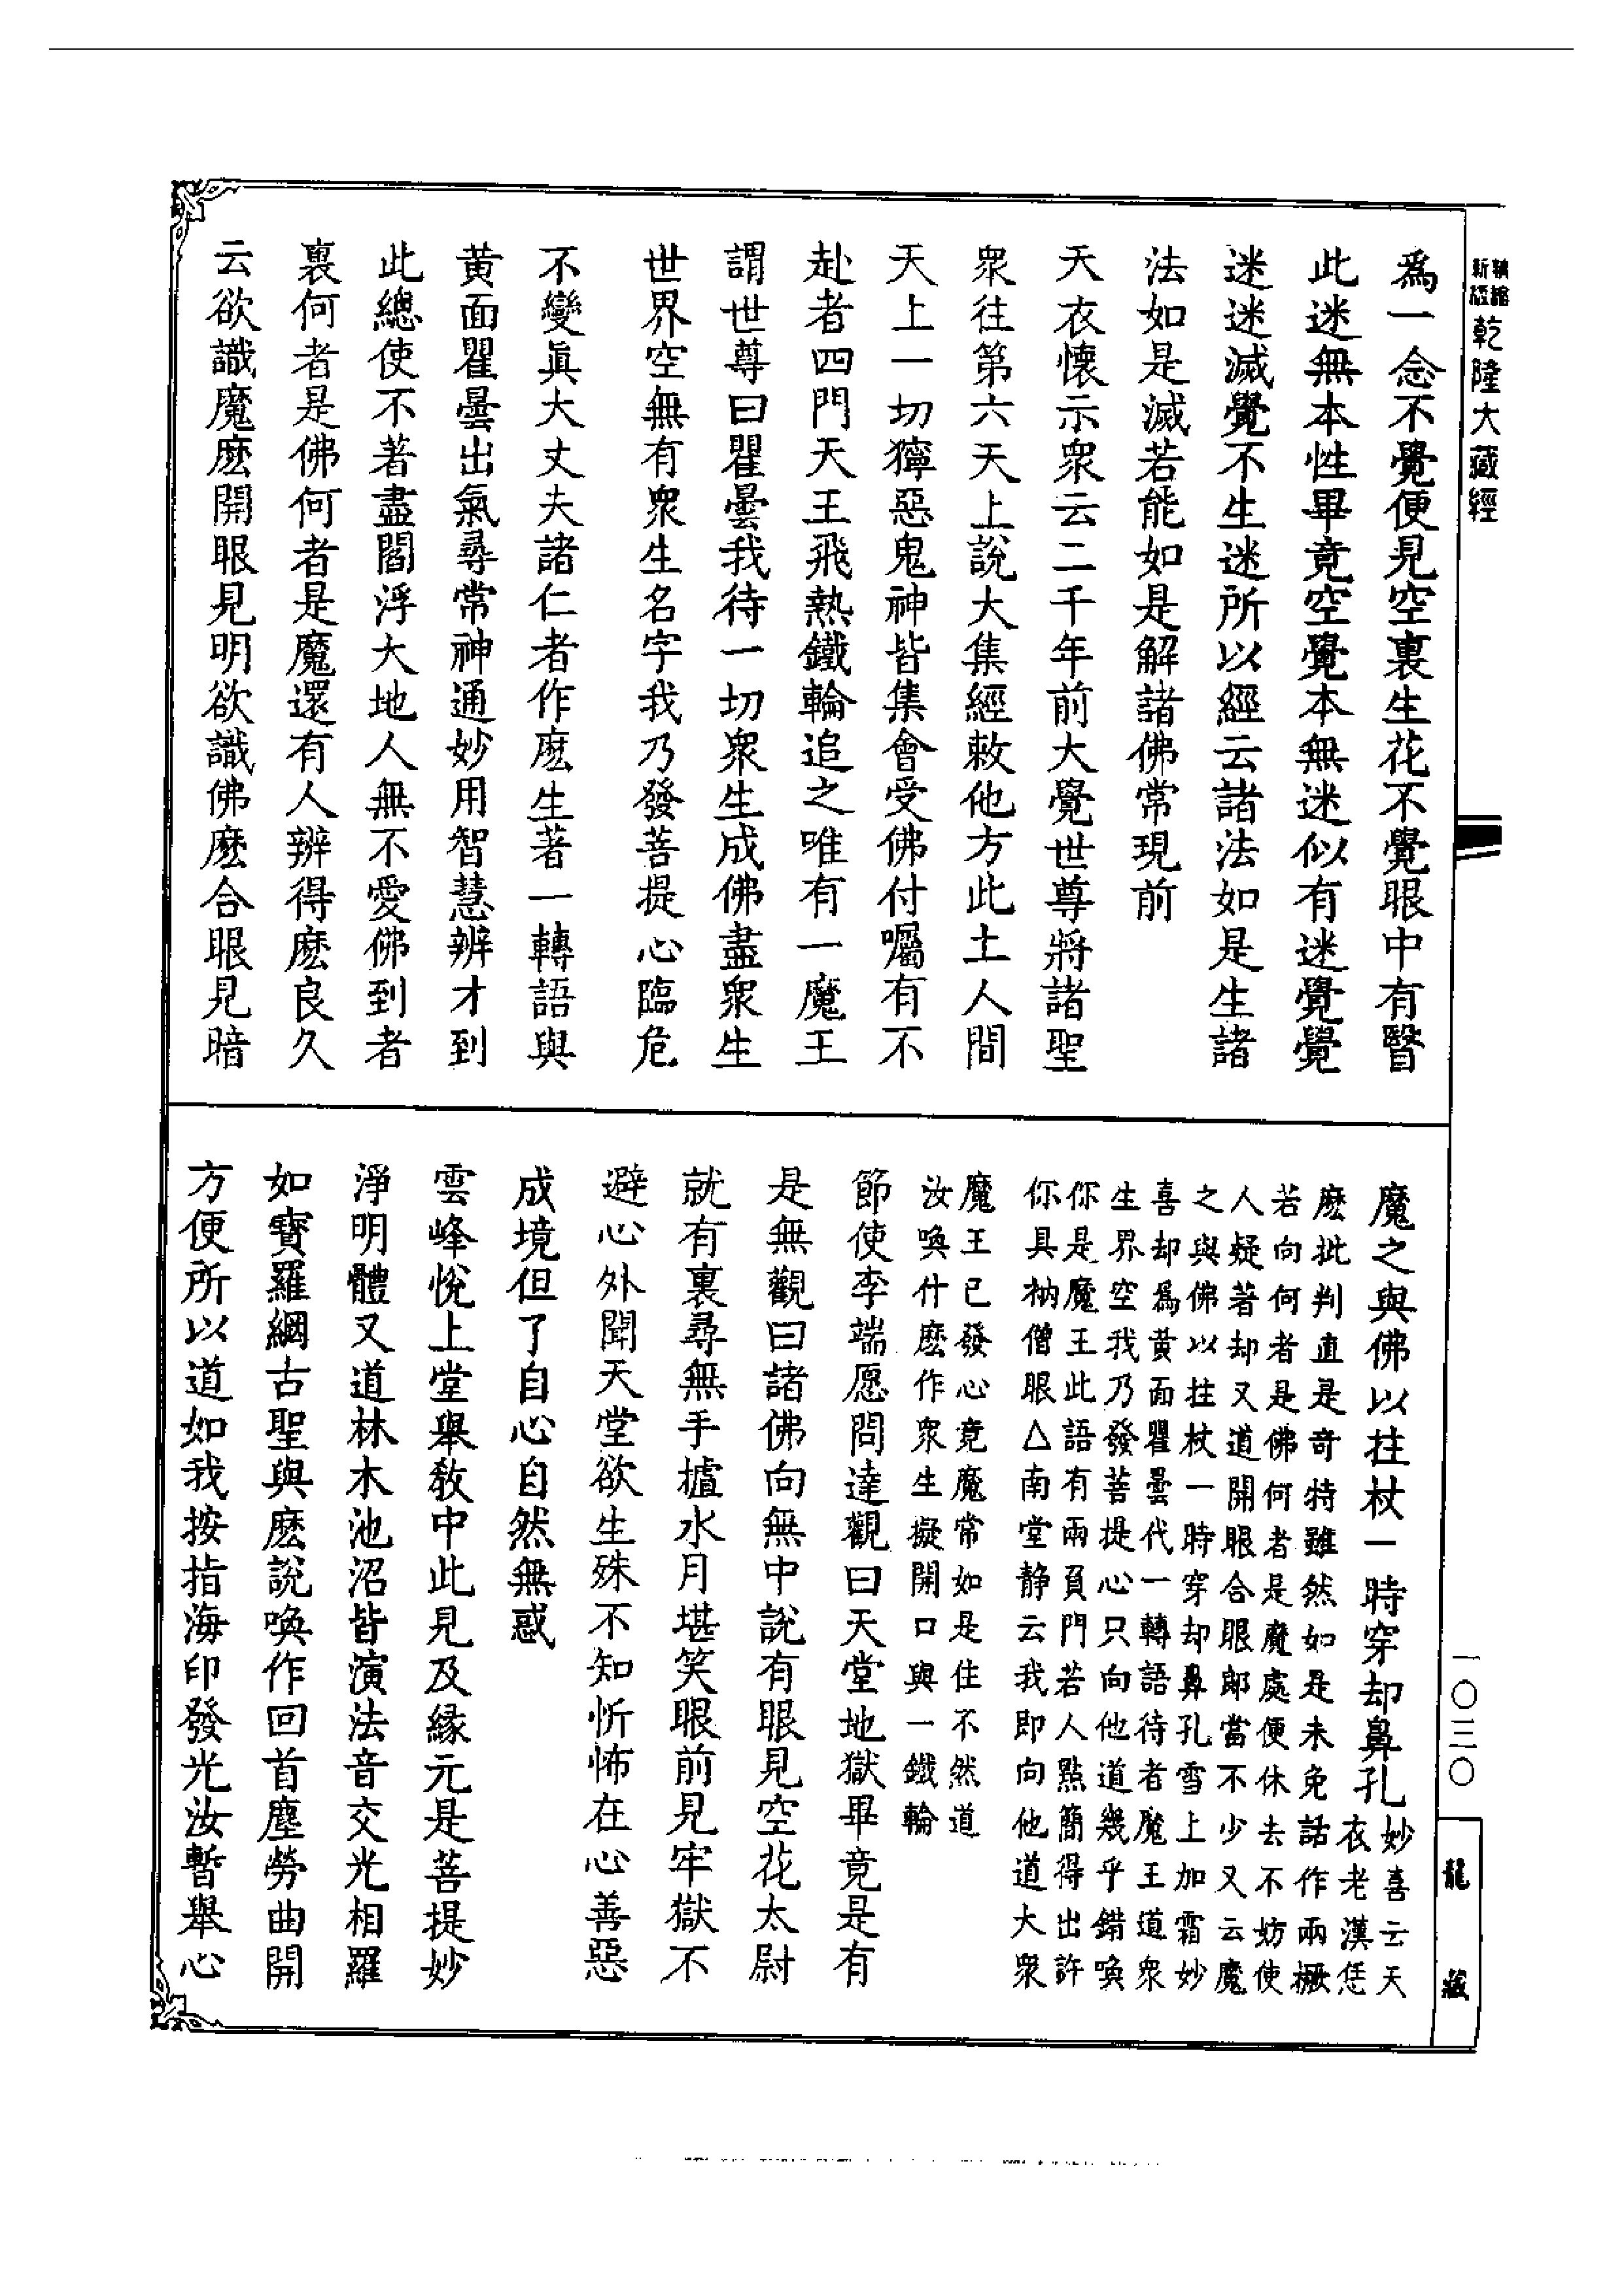 乾隆大藏經
爲一念不覺便見空裏生花不覺眼中有瞖
此迷無本性畢竟空覺本無迷似有迷覺覺
迷迷滅覺不生迷所以經云諸法如是生諸
法如是滅若能如是解諸佛常現前
天衣懷示衆云二千年前大覺世尊將諸聖
衆往第六天上說大集經敕他方此土人間
天上一切獰惡鬼神皆集會受佛付囑有不
赴者四門天王飛熱鐵輪追之唯有一魔王
謂世尊曰瞿曇我待一切衆生成佛盡衆生
世界空無有衆生名字我乃發菩提心臨危
不變眞大丈夫諸仁者作麽生著一轉語與
黄面瞿曇出氣尋常神通妙用智慧辨才到
此總使不著盡閻浮大地人無不愛佛到者
裏何者是佛何者是魔還有人辨得麽良久
云欲識魔麽開眼見明欲識佛麽合眼見暗
魔之與佛以拄杖一時穿却鼻孔妙喜云天
衣老漢恁
麽批判直是奇特雖然如是未免話作兩橛
若向何者是佛何者是魔處便休去不妨使
人疑著却又道開眼合眼郎當不少又云魔
之與佛以拄杖一時穿却鼻孔雪上加霜妙
喜却爲黄面瞿曇代一轉語待者魔王道衆
生界空我乃發菩提心只向他道幾乎錯喚
你是魔王此語有兩負門若人點簡得出許
你具衲僧眼△南堂静云我即向他道大衆
魔王已發心竟魔常如是住不然道
汝喚什麽作衆生擬開口與一鐵輪
節使李端愿問達觀曰天堂地獄畢竟是有
是無觀曰諸佛向無中說有眼見空花太尉
就有裏尋無手攎水月堪笑眼前見牢獄不
避心外聞天堂欲生殊不知忻怖在心善惡
成境但了自心自然無惑
雲峰悅上堂舉敎中此見及緣元是菩提妙
淨明體又道林木池沼皆演法音交光相羅
如寶羅網古聖與麽說喚作回首塵勞曲開
方便所以道如我按指海印發光汝暫舉心
一〇三〇
龍藏